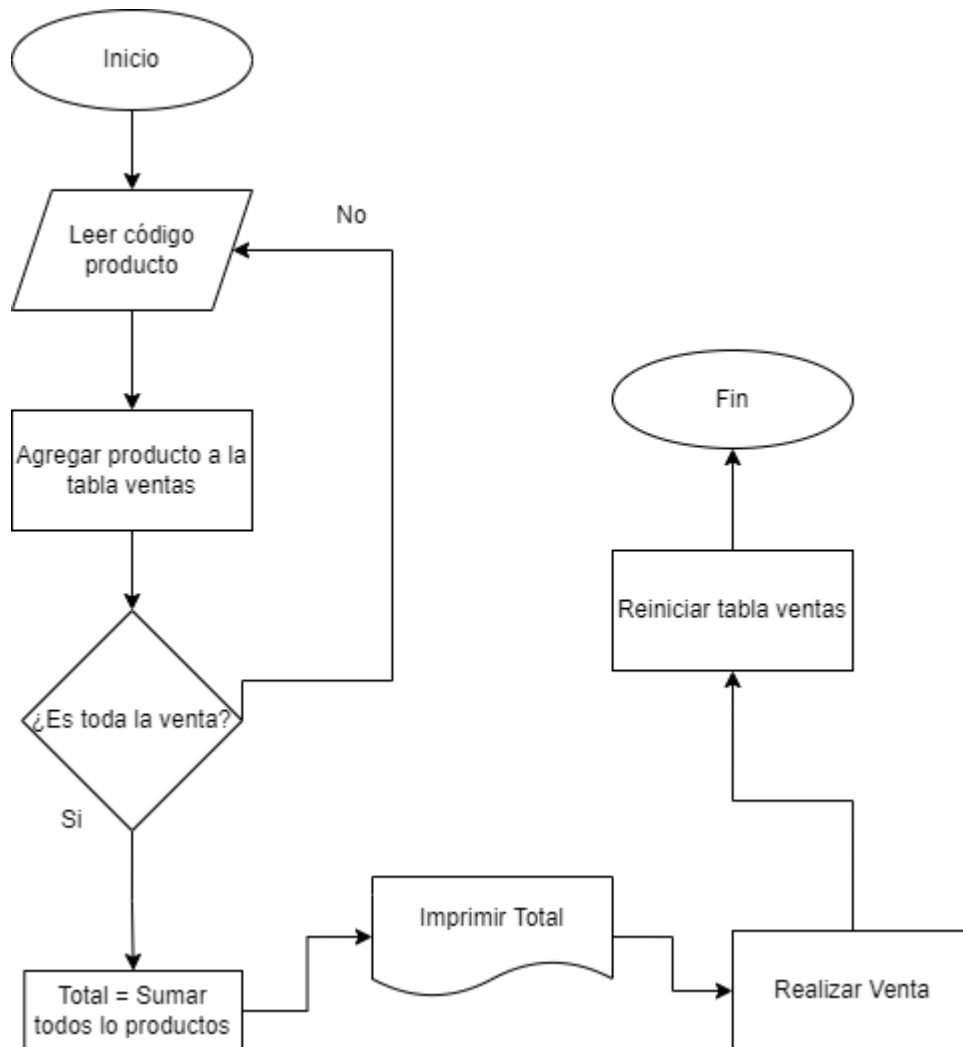 Inicio
Leer código
producto
No
Agregar producto a la
tabla ventas
¿Es toda la venta?
Si
Total = Sumar
todos lo productos
Imprimir Total
Realizar Venta
Reiniciar tabla ventas
Fin